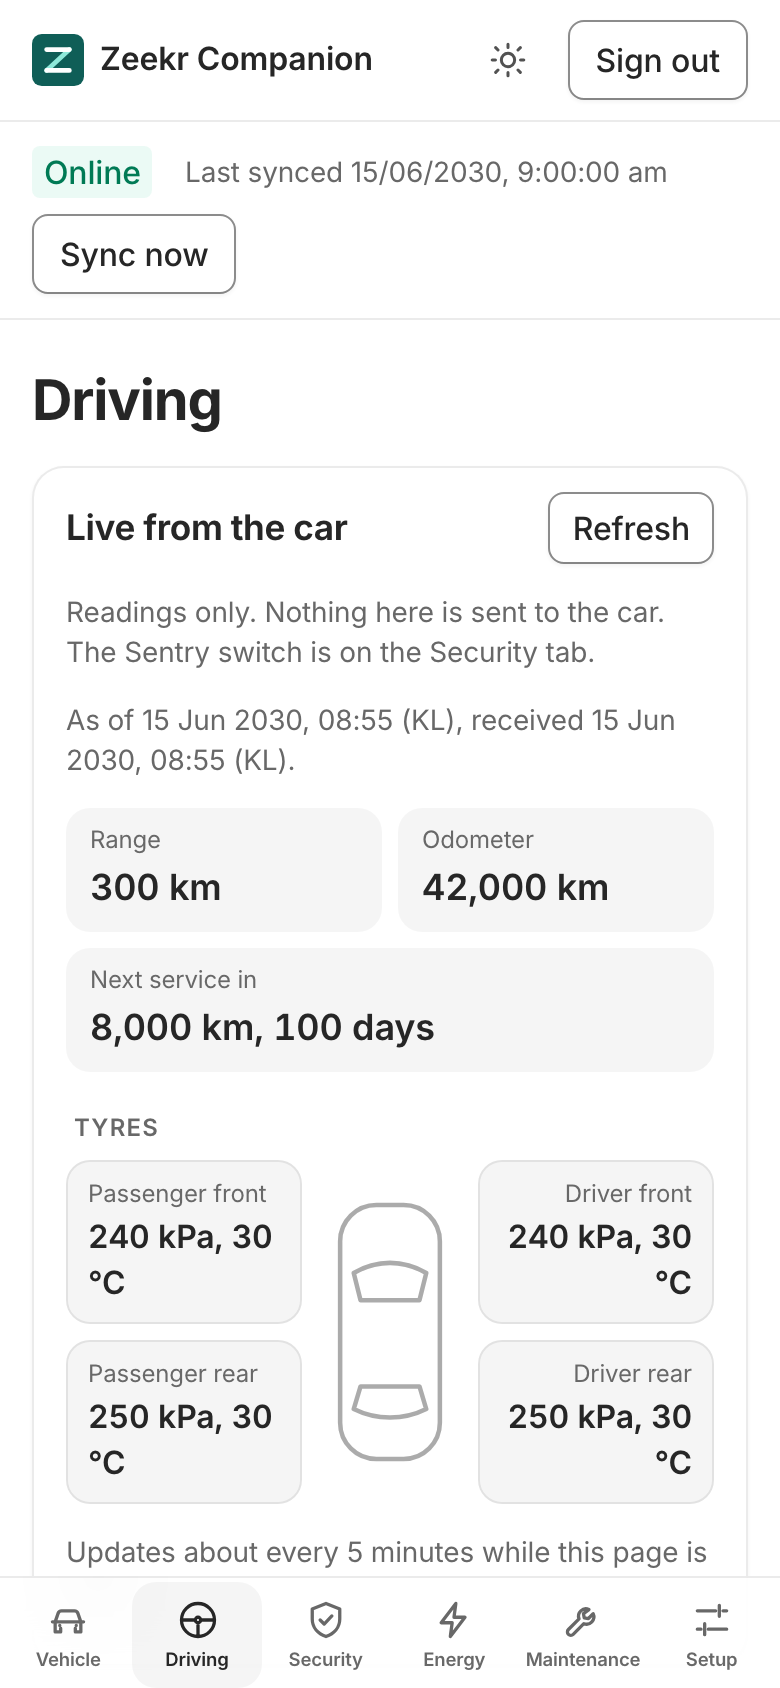 Zeekr Companion
Sign out
Online
Last synced 15/06/2030, 9:00:00 am
Sync now
Driving
Live from the car
Refresh
Readings only. Nothing here is sent to the car.
The Sentry switch is on the Security tab.
As of 15 Jun 2030, 08:55 (KL), received 15 Jun
2030, 08:55 (KL).
Range
300 km
Odometer
42,000 km
Next service in
8,000 km, 100 days
TYRES
Passenger front
240 kPa, 30
°C
Driver front
240 kPa, 30
°C
Passenger rear
250 kPa, 30
°C
Driver rear
250 kPa, 30
°C
Updates about every 5 minutes while this page is
Vehicle
Driving
Security
Energy
Maintenance
Setup